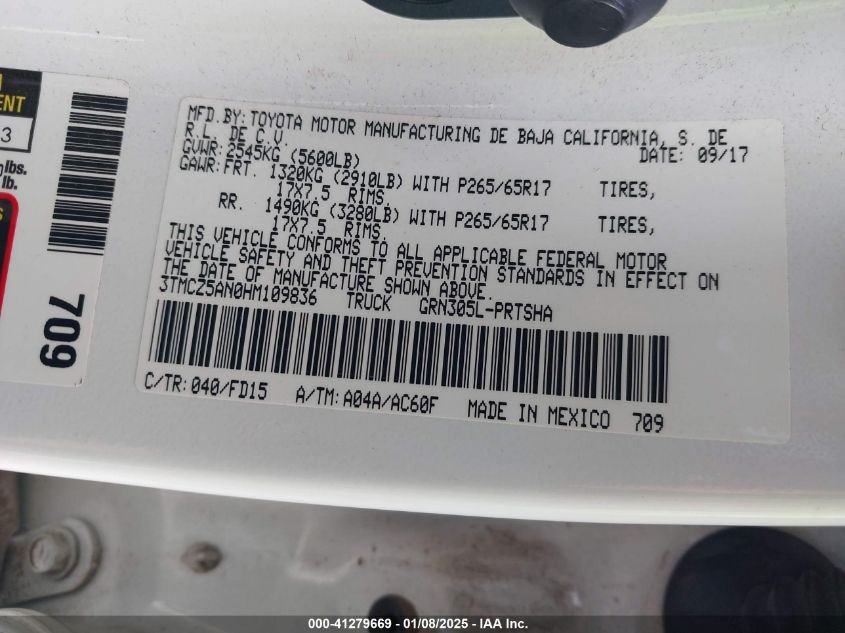 ENT
3
lbs.
lb.
S
709
MFD.BY: TOYOTA MOTOR MANUFACTURING DE BAJA CALIFORNIA, S. DE
R.L. DE C.V.
DATE: 09/17
GVWR: 2545KG (5600LB)
GAWR: FRT. 1320KG (2910LB) WITH P265/65R17 TIRES,
17X7.5 RIMS.
RR. 1490KG (3280LB) WITH P265/65R17 TIRES,
17X7.5 RIMS.
THIS VEHICLE CONFORMS TO ALL APPLICABLE FEDERAL MOTOR
VEHICLE SAFETY AND THEFT PREVENTION STANDARDS IN EFFECT ON
THE DATE OF MANUFACTURE SHOWN ABOVE.
3TMCZ5AN0HM109836 TRUCK GRN305L-PRTSHA
C/TR: 040/FD15 A/TM: A04A/AC60F MADE IN MEXICO 709
000-41279669 - 01/08/2025 - IAA Inc.